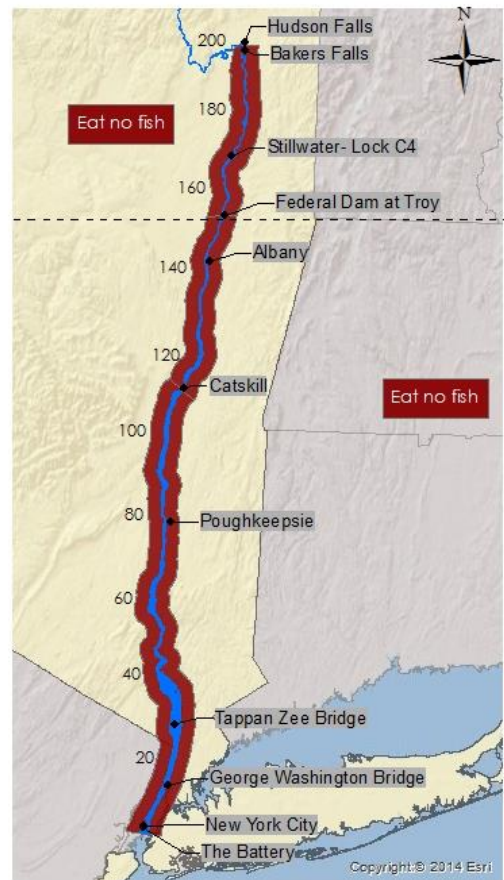 N
Hudson Falls
200
Bakers Falls
180
Eat no fish
Stillwater- Lock C4
160
Federal Dam at Troy
Albany
140
120
Catskill
Eat no fish
100
80
Poughkeepsie
60
40
Tappan Zee Bridge
20
George Washington Bridge
New York City
The Battery
Copyright:© 2014 Esri